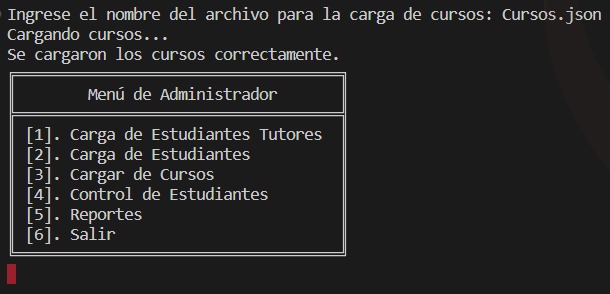 Ingrese el nombre del archivo para la carga de cursos: Cursos.json
Cargando cursos...
Se cargaron los cursos correctamente.
Menú de Administrador
[1]. Carga de Estudiantes Tutores
[2]. Carga de Estudiantes
[3]. Cargar de Cursos
[4]. Control de Estudiantes
[5]. Reportes
[6]. Salir